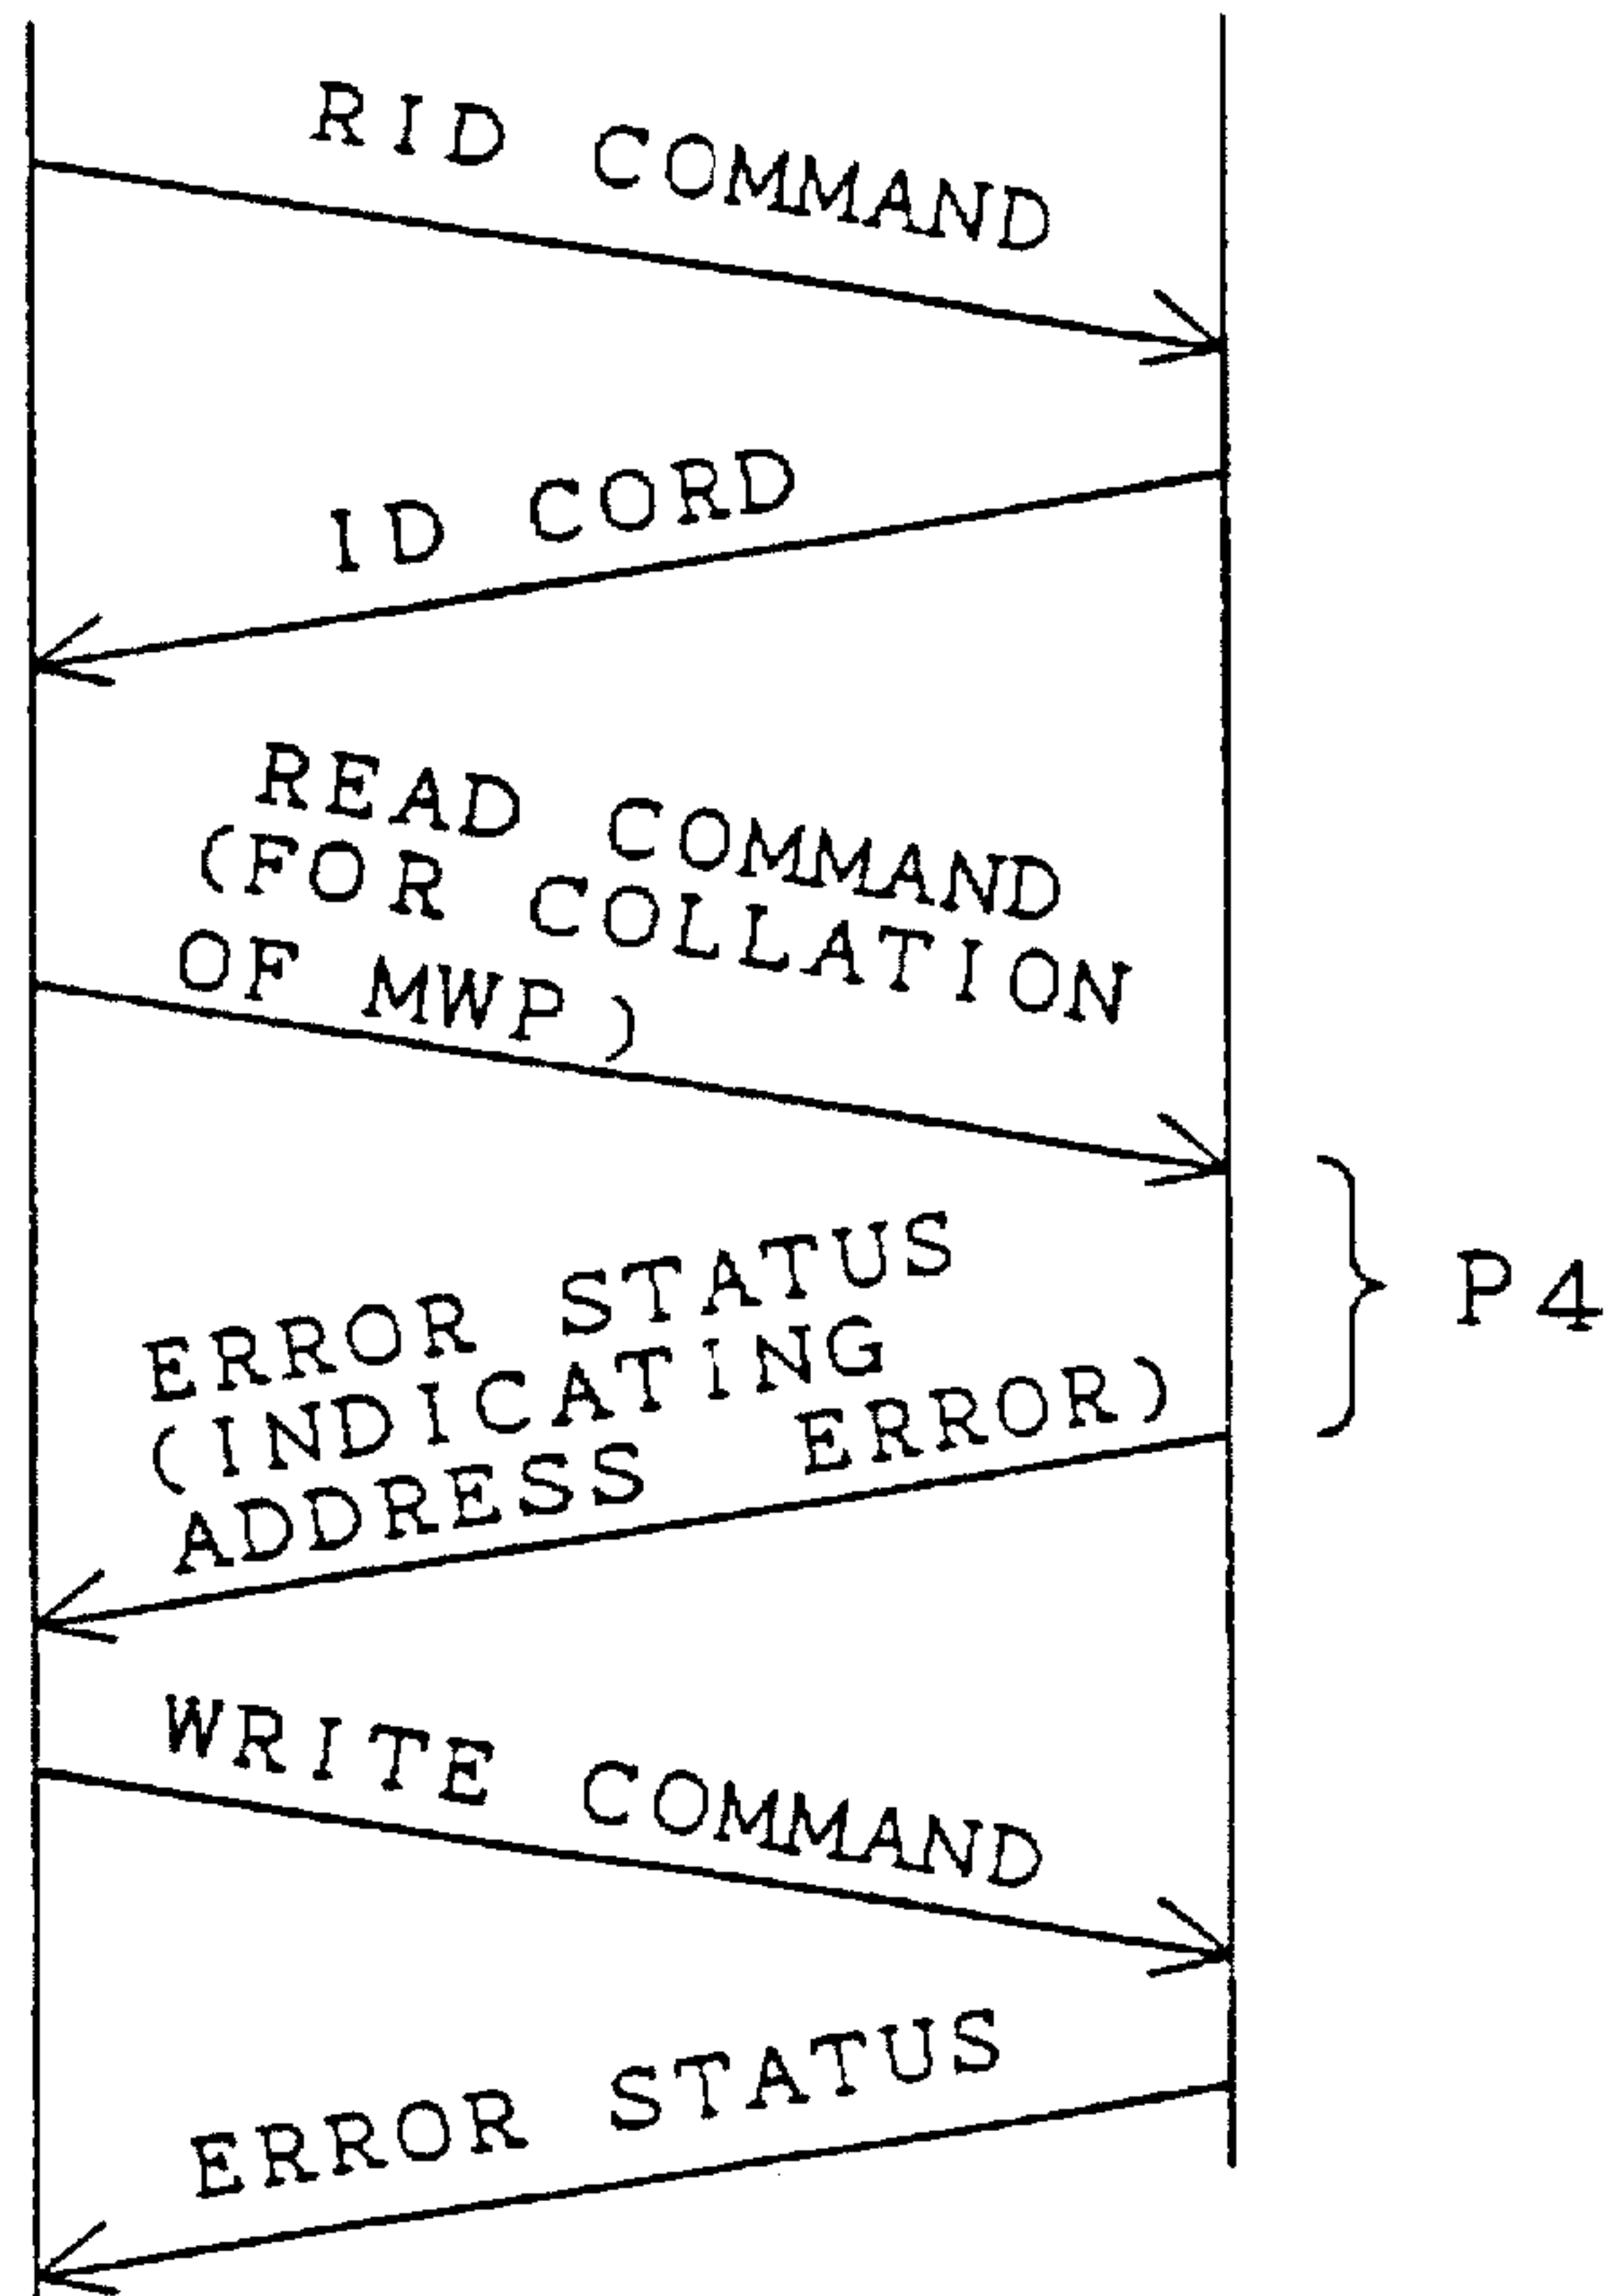 RID COMMAND
ID CORD
READ COMMAND
(FOR COLLATION
OF MWP)
P4
ERROR STATUS
(INDICATING
ADDRESS ERROR)
WRITE COMMAND
ERROR STATUS